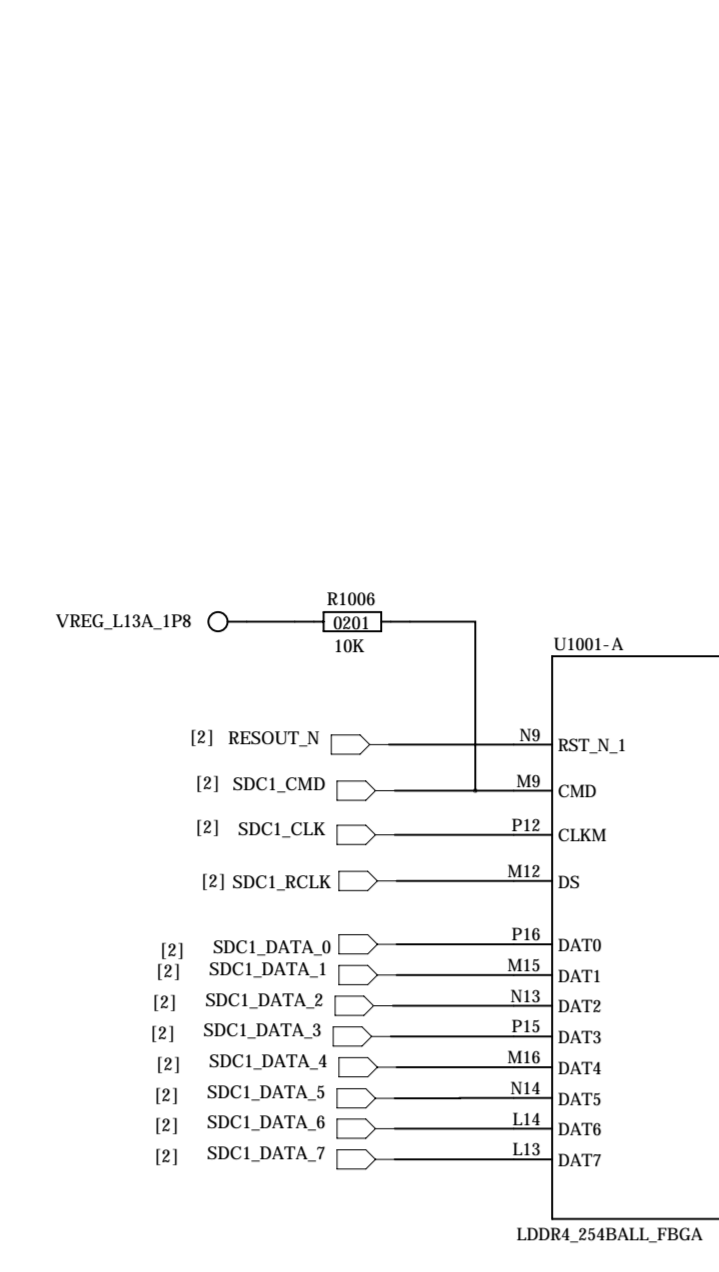 R1006
VREG_L13A_1P8
0201
10K
U1001-A
[2] RESOUT_N N9 RST_N_1
[2] SDC1_CMD M9 CMD
[2] SDC1_CLK P12 CLKM
[2] SDC1_RCLK M12 DS
[2] SDC1_DATA_0 P16 DAT0
[2] SDC1_DATA_1 M15 DAT1
[2] SDC1_DATA_2 N13 DAT2
[2] SDC1_DATA_3 P15 DAT3
[2] SDC1_DATA_4 M16 DAT4
[2] SDC1_DATA_5 N14 DAT5
[2] SDC1_DATA_6 L14 DAT6
[2] SDC1_DATA_7 L13 DAT7
LDDR4_254BALL_FBGA